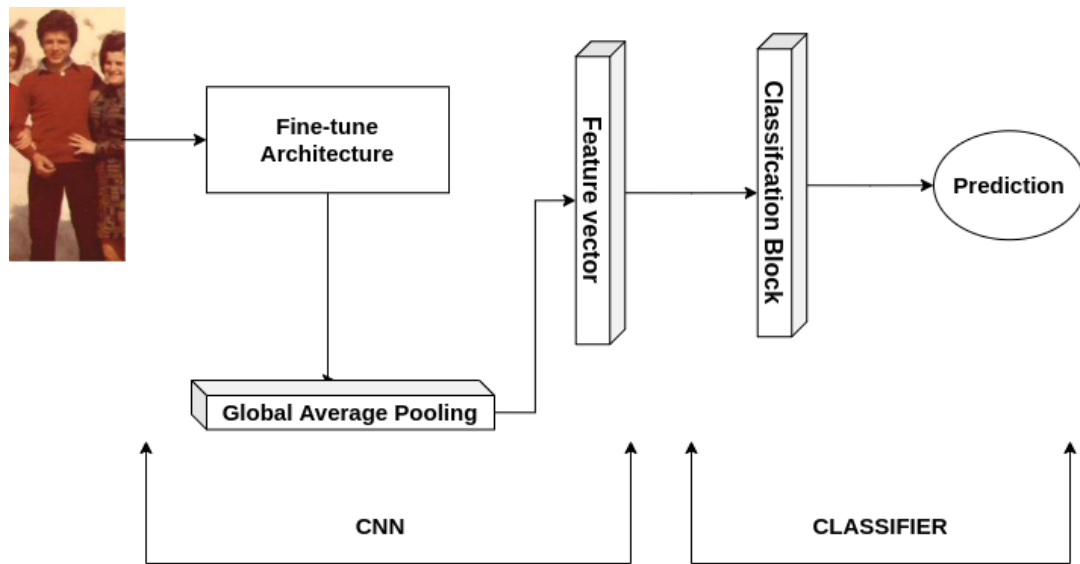 Fine-tune
Architecture
Global Average Pooling
Feature vector
Classifcation Block
Prediction
CNN
CLASSIFIER